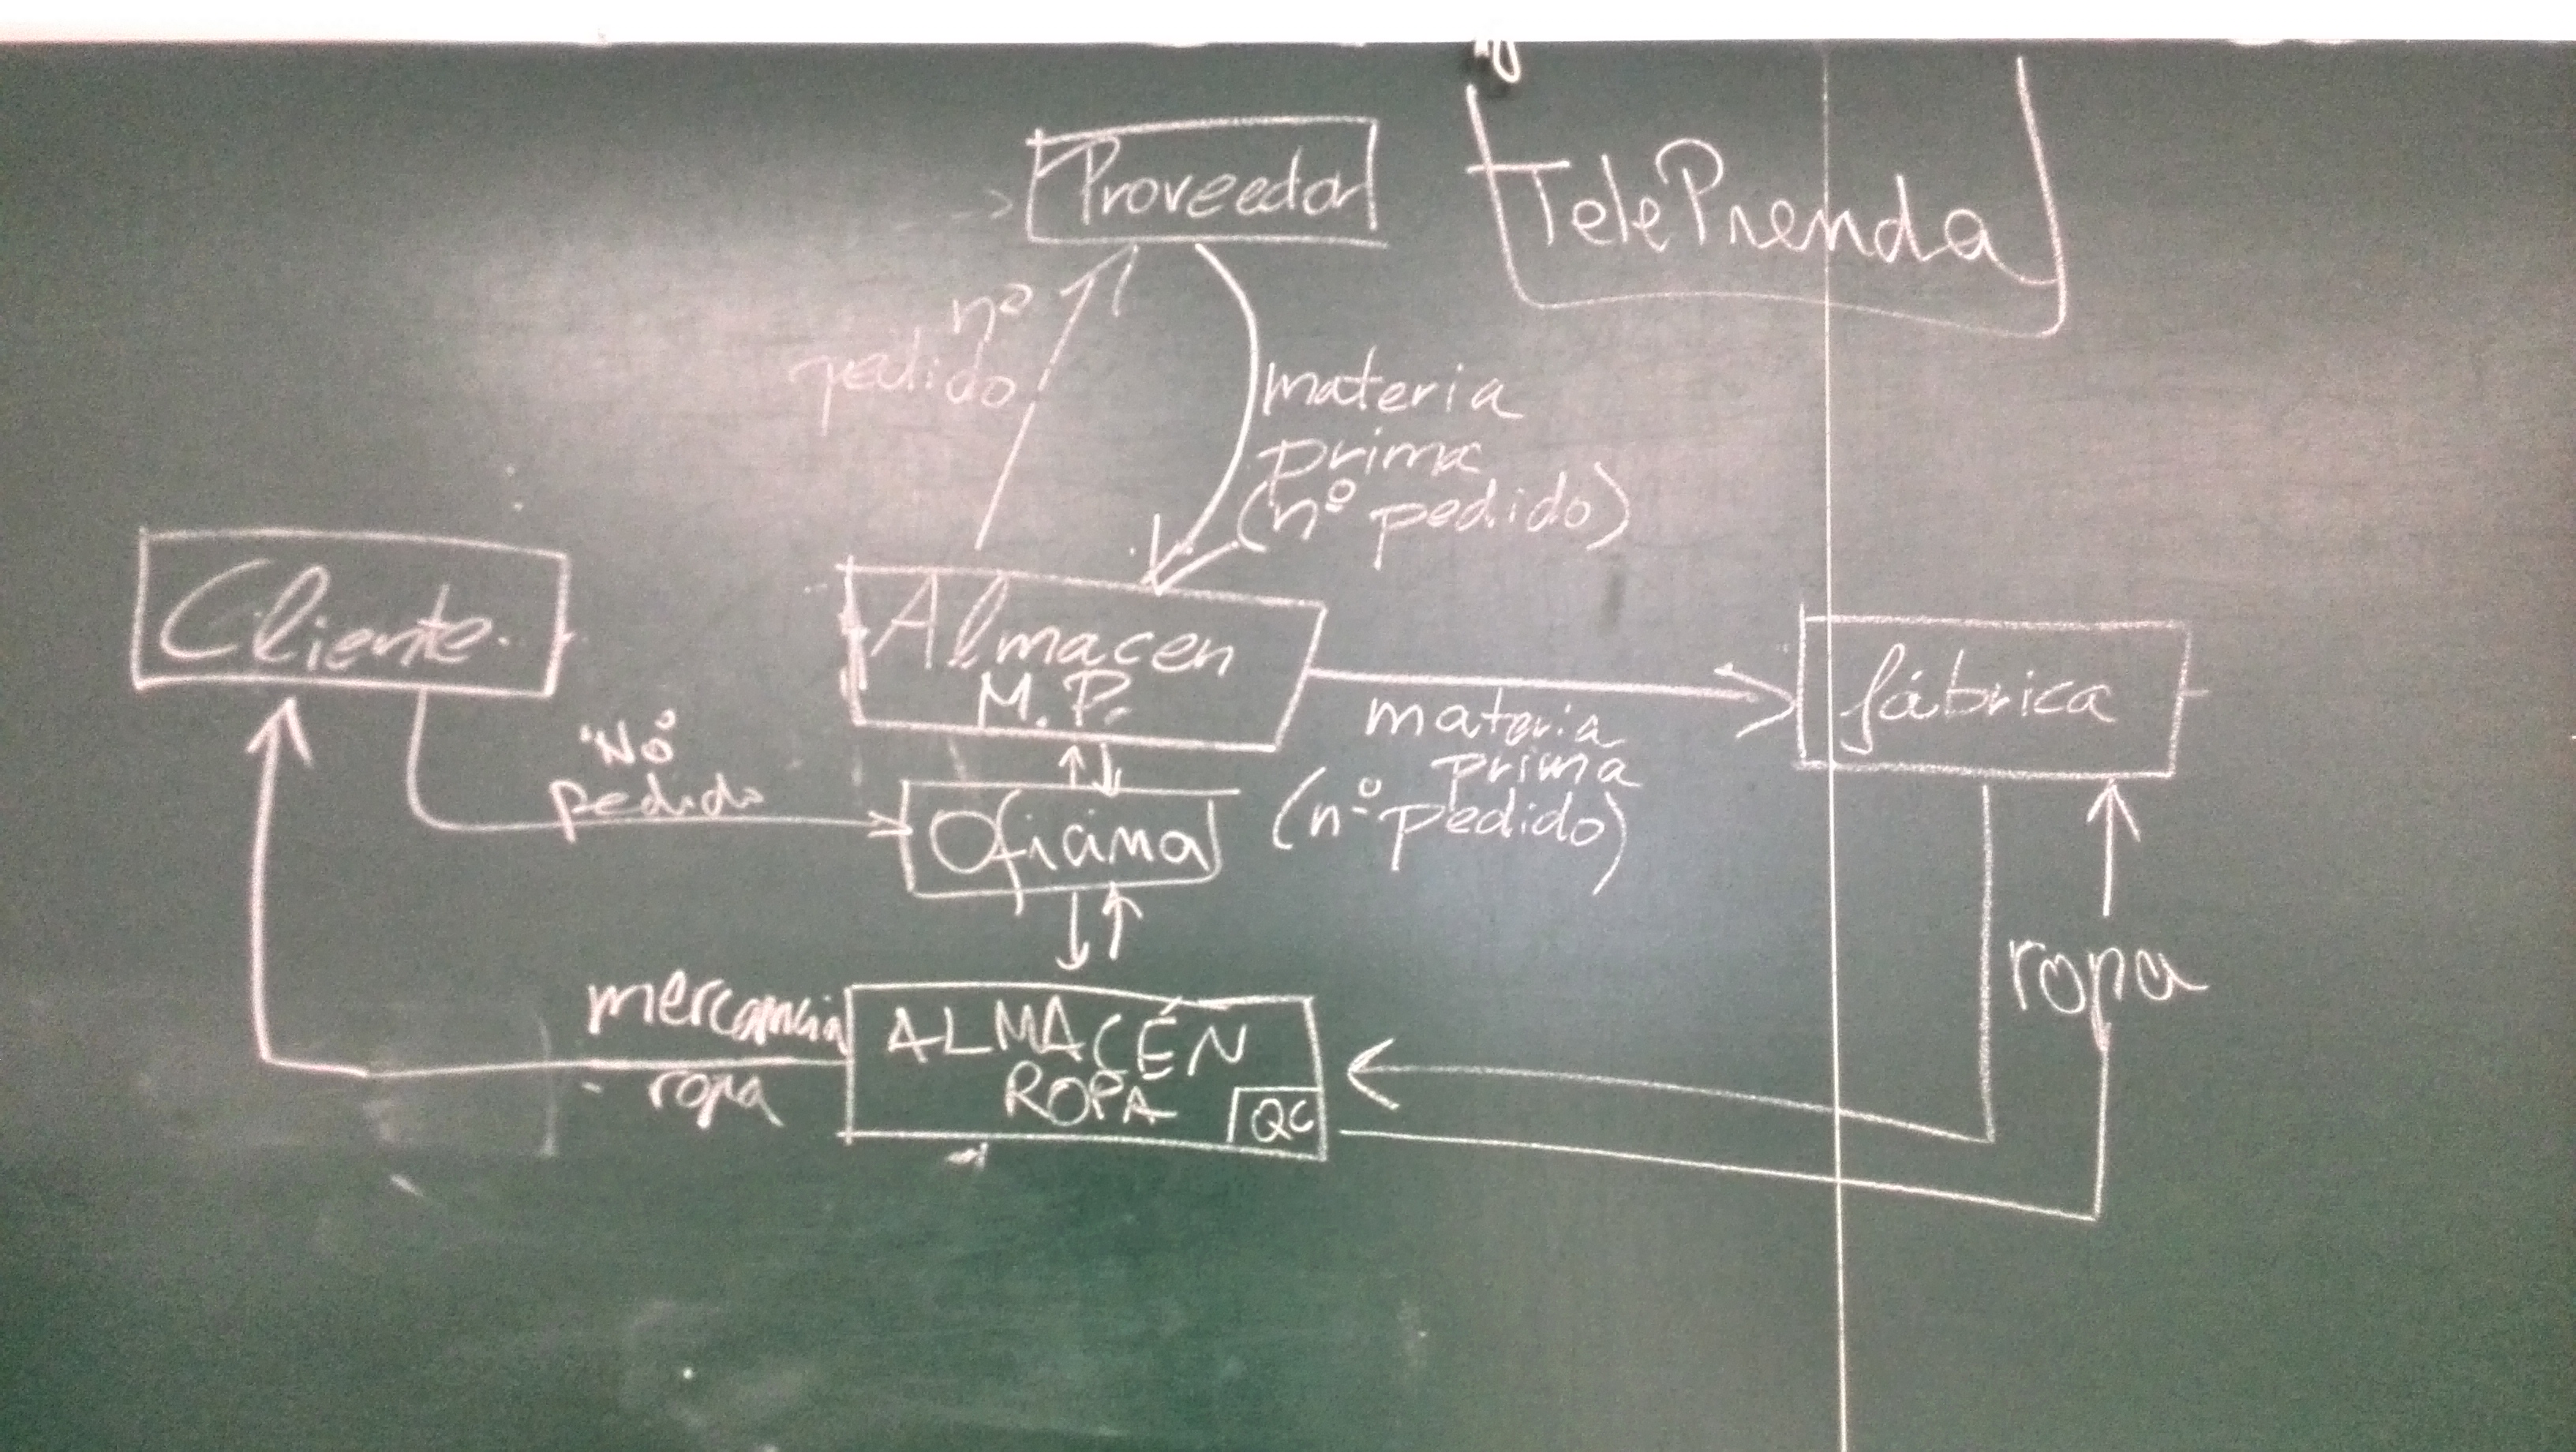 Proveedor
TelePrenda
nº
pedido
materia
prima
(nº pedido)
Cliente
Almacen
M.P.
fábrica
materia
prima
(nº pedido)
Nº
pedido
Oficina
ropa
mercancia
ropa
ALMACÉN
ROPA
QC